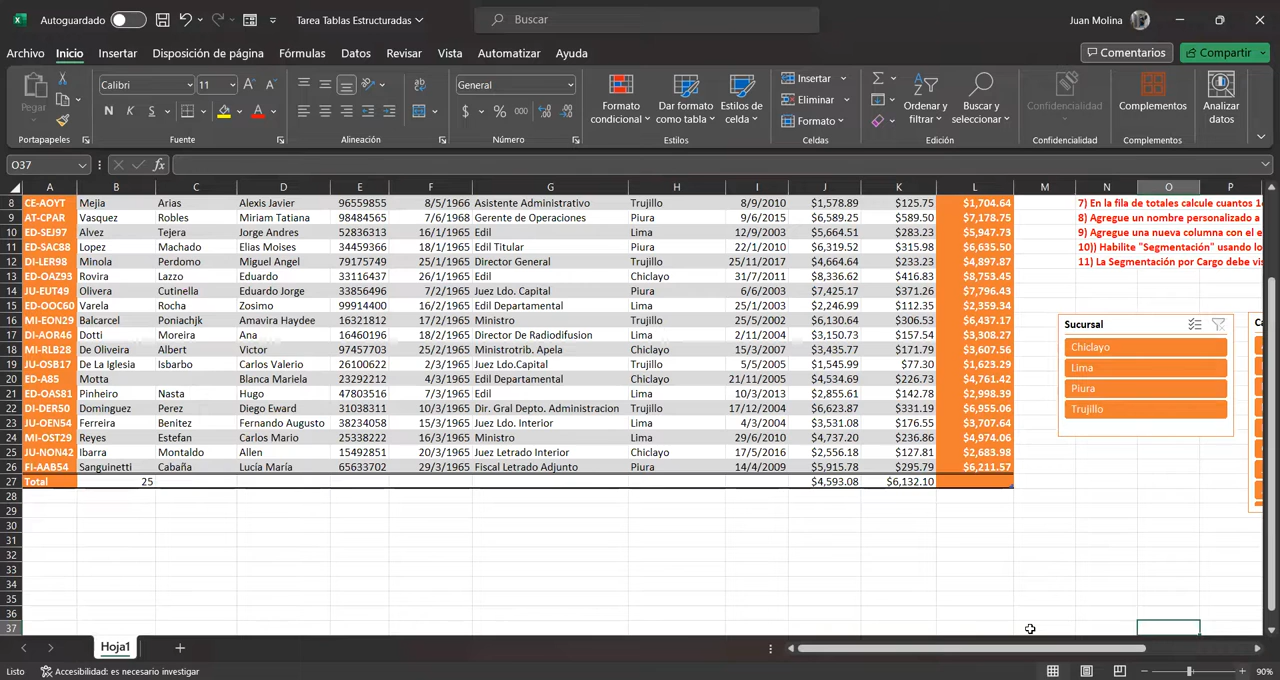 Autoguardado Tarea Tablas Estructuradas Buscar Juan Molina
Archivo Inicio Insertar Disposición de página Fórmulas Datos Revisar Vista Automatizar Ayuda Comentarios Compartir
Pegar Calibri 11 General Formato condicional Dar formato como tabla Estilos de celda Insertar Eliminar Formato Ordenar y filtrar Buscar y seleccionar Confidencialidad Complementos Analizar datos
Portapapeles Fuente Alineación Número Estilos Celdas Edición Confidencialidad Complementos
O37 fx
A B C D E F G H I J K L M N O P
8 CE-AOYT Mejia Arias Alexis Javier 96559855 8/5/1966 Asistente Administrativo Trujillo 8/9/2010 $1,578.89 $125.75 $1,704.64 7) En la fila de totales calcule cuantos
9 AT-CPAR Vasquez Robles Miriam Tatiana 98484565 7/6/1968 Gerente de Operaciones Piura 9/6/2015 $6,589.25 $589.50 $7,178.75 8) Agregue un nombre personalizado a
10 ED-SEJ97 Alvez Tejera Jorge Andres 52836313 9/1/1965 Edil Lima 12/9/2003 $5,664.51 $283.23 $5,947.73 9) Agregue una nueva columna con el e
11 ED-SAC88 Lopez Machado Elias Moises 34459366 18/1/1965 Edil Titular Piura 22/1/2010 $6,319.52 $315.98 $6,635.50 10)) Habilite "Segmentación" usando lo
12 DI-LER98 Minola Perdomo Miguel Angel 79175749 25/1/1965 Director General Trujillo 25/11/2017 $4,664.64 $233.23 $4,897.87 11) La Segmentación por Cargo debe vis
13 ED-OAZ93 Rovira Lazzo Eduardo 33116437 26/1/1965 Edil Chiclayo 31/7/2011 $8,336.62 $416.83 $8,753.45
14 JU-EUT49 Olivera Cutinella Eduardo Jorge 33856496 5/2/1965 Juez Ldo. Capital Piura 6/6/2003 $7,425.17 $371.26 $7,796.43
15 ED-OOC60 Varela Rocha Zosimo 99914400 16/2/1965 Edil Departamental Lima 25/1/2003 $2,246.99 $112.35 $2,359.34
16 MI-EON29 Balcarcel Poniachjk Amavira Haydee 16321812 17/2/1965 Ministro Trujillo 25/5/2002 $6,130.64 $306.53 $6,437.17
17 DI-AOR46 Dotti Moreira Ana 16460196 18/2/1965 Director De Radiodifusion Lima 2/11/2004 $3,150.73 $157.54 $3,308.27
18 MI-RLB28 De Oliveira Albert Victor 97457703 25/2/1965 Ministrotrib. Apela Chiclayo 15/3/2007 $3,435.77 $171.79 $3,607.56
19 JU-OSB17 De La Iglesia Isbarbo Carlos Valerio 26100622 2/3/1965 Juez Ldo.Capital Trujillo 5/5/2005 $1,545.99 $77.30 $1,623.29
20 ED-A85 Motta Blanca Mariela 23292212 4/3/1965 Edil Departamental Chiclayo 21/11/2005 $4,534.69 $226.73 $4,761.42
21 ED-OAS81 Pinheiro Nasta Hugo 47803516 7/3/1965 Edil Lima 10/3/2013 $2,855.61 $142.78 $2,998.39
22 DI-DER50 Dominguez Perez Diego Eward 31038311 10/3/1965 Dir. Gral Depto. Administracion Trujillo 17/12/2004 $6,623.87 $331.19 $6,955.06
23 JU-OEN54 Ferreira Benitez Fernando Augusto 38234058 15/3/1965 Juez Ldo. Interior Lima 4/3/2004 $3,531.08 $176.55 $3,707.64
24 MI-OST29 Reyes Estefan Carlos Mario 25338222 16/3/1965 Ministro Lima 29/6/2010 $4,737.20 $236.86 $4,974.06
25 JU-NON42 Ibarra Montaldo Allen 15492851 20/3/1965 Juez Letrado Interior Chiclayo 17/5/2016 $2,556.18 $127.81 $2,683.98
26 FI-AAB54 Sanguinetti Cabaña Lucía María 65633702 29/3/1965 Fiscal Letrado Adjunto Piura 14/4/2009 $5,915.78 $295.79 $6,211.57
27 Total 25 $4,593.08 $6,132.10
28
29
30
31
32
33
34
35
36
37
Sucursal
Chiclayo
Lima
Piura
Trujillo
Hoja1
Listo Accesibilidad: es necesario investigar 90%